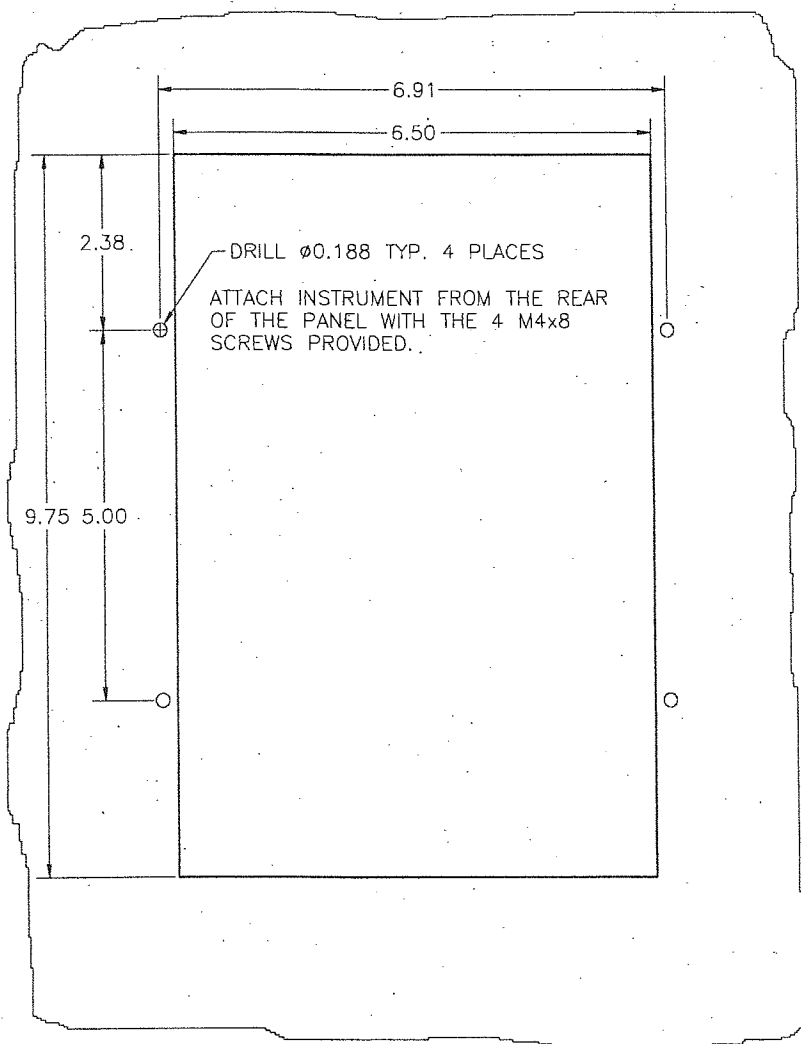 6.91
6.50
2.38
DRILL ø0.188 TYP. 4 PLACES
ATTACH INSTRUMENT FROM THE REAR
OF THE PANEL WITH THE 4 M4x8
SCREWS PROVIDED.
9.75 5.00